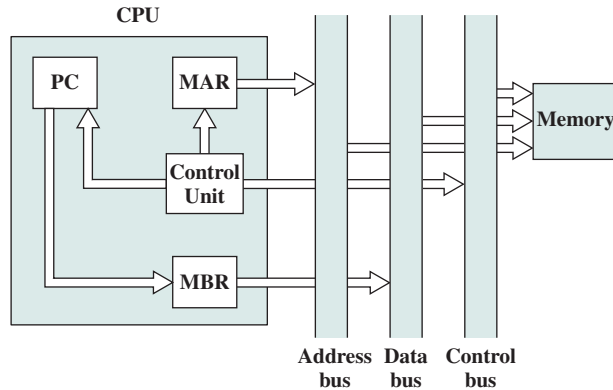 CPU
PC
MAR
Memory
Control
Unit
MBR
Address
bus
Data
bus
Control
bus